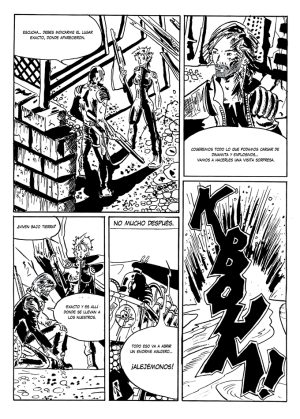 ESCUCHA... DEBES INDICARME EL LUGAR
EXACTO, DONDE APARECIERON.
COGEREMOS TODO LO QUE PODAMOS CARGAR DE
DINAMITA Y EXPLOSIVOS...
VAMOS A HACERLES UNA VISITA SORPRESA.
¿VIVEN BAJO TIERRA?
EXACTO Y ES ALLI
DONDE SE LLEVAN A
LOS NUESTROS.
NO MUCHO DESPUÉS.
TODO ESO VA A ABRIR
UN ENORME AGUJERO...
¡ALEJÉMONOS!
KBOOM!